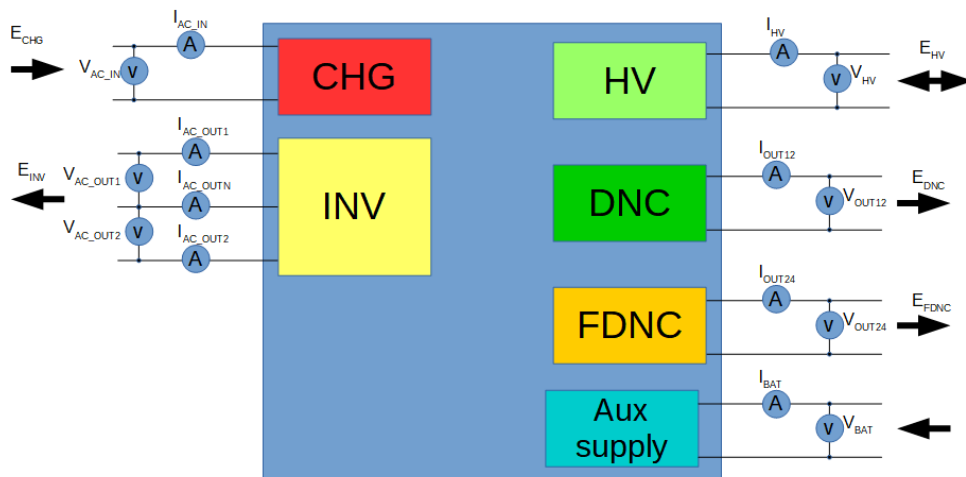 I_AC_IN
E_CHG
A
V_AC_IN
V
CHG
I_AC_OUT1
A
E_INV
V_AC_OUT1
V
I_AC_OUTN
A
INV
V_AC_OUT2
V
I_AC_OUT2
A
I_HV
A
E_HV
V
V_HV
HV
I_OUT12
A
E_DNC
V
V_OUT12
DNC
I_OUT24
A
E_FDNC
V
V_OUT24
FDNC
I_BAT
A
V
V_BAT
Aux
supply